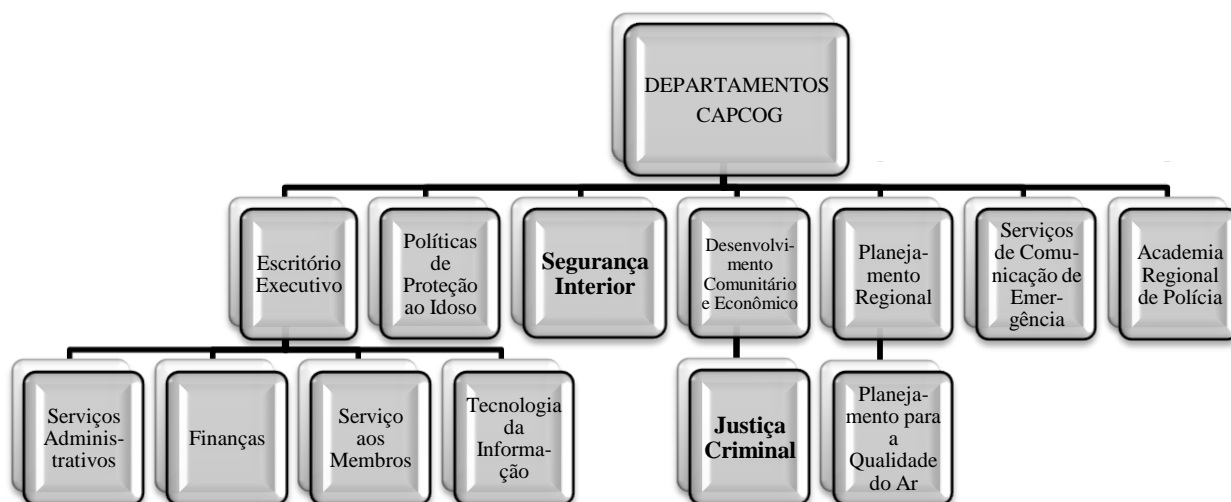 DEPARTAMENTOS
CAPCOG
Escritório
Executivo
Políticas
de
Proteção
ao Idoso
Segurança
Interior
Desenvolvi-
mento
Comunitário
e Econômico
Planeja-
mento
Regional
Serviços
de Comu-
nicação de
Emer-
gência
Academia
Regional
de Polícia
Serviços
Adminis-
trativos
Finanças
Serviço
aos
Membros
Tecnologia
da
Informa-
ção
Justiça
Criminal
Planeja-
mento para
a
Qualidade
do Ar